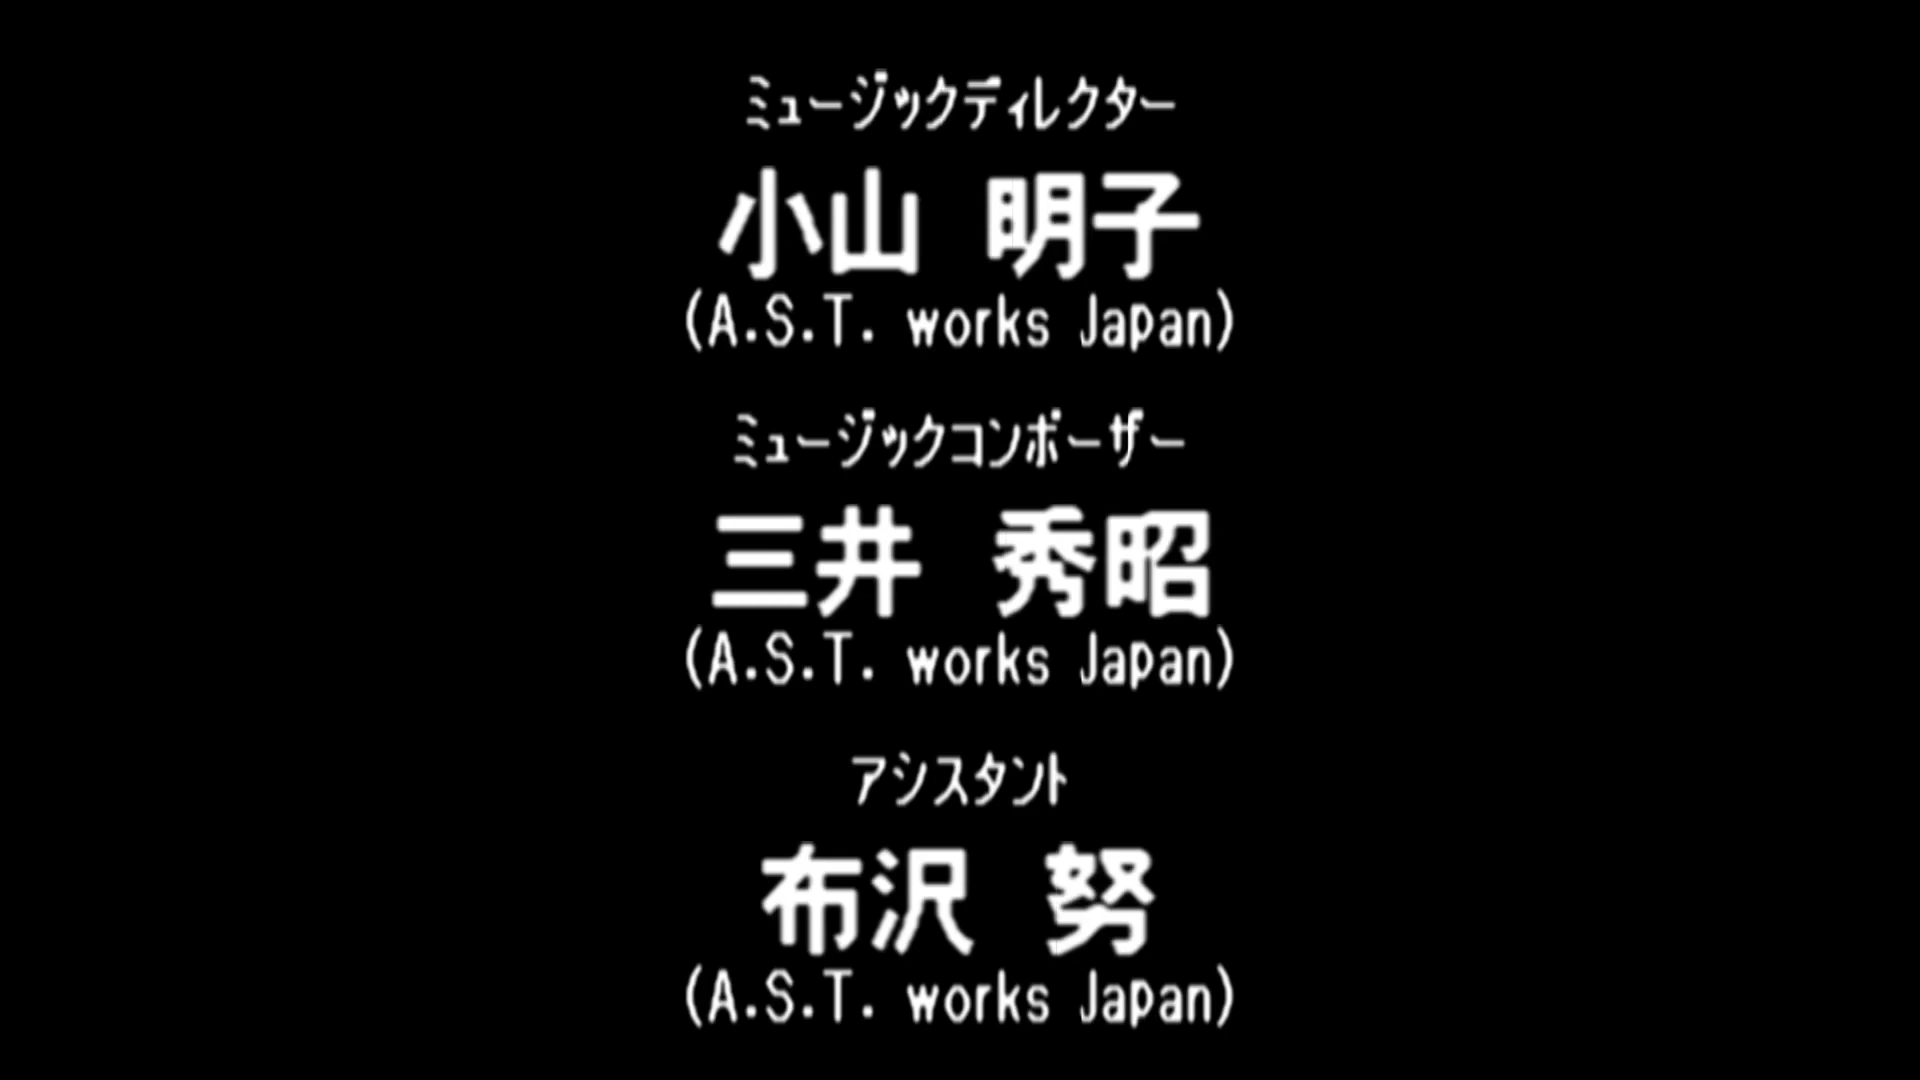 ミュージックディレクター
小山 明子
(A.S.T. works Japan)
ミュージックコンポーザー
三井 秀昭
(A.S.T. works Japan)
アシスタント
布沢 努
(A.S.T. works Japan)